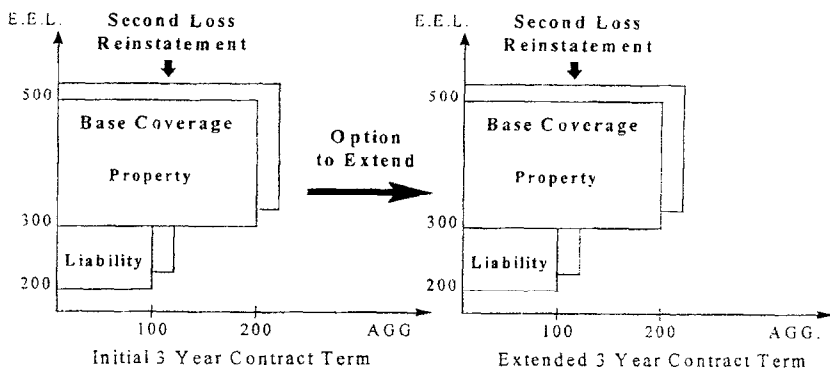 E.E.L.
Second Loss
Reinstatement
500
Base Coverage
Property
300
Liability
200
100
200
AGG
Initial 3 Year Contract Term
Option
to Extend
E.E.L.
Second Loss
Reinstatement
500
Base Coverage
Property
300
Liability
200
100
200
AGG.
Extended 3 Year Contract Term